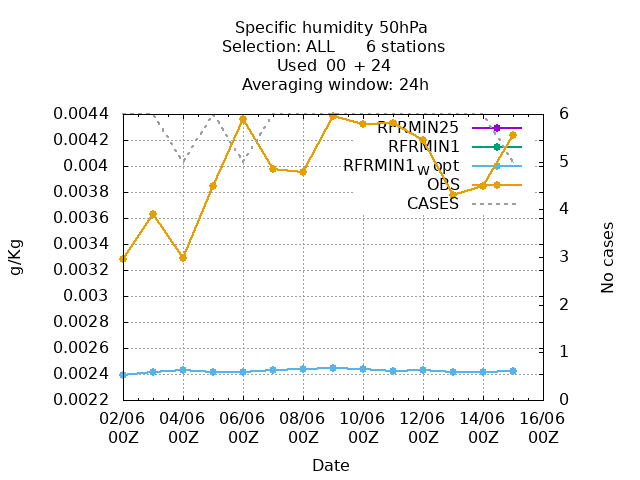 Specific humidity 50hPa
Selection: ALL 6 stations
Used 00 + 24
Averaging window: 24h
0.0044
0.0042
0.004
0.0038
0.0036
0.0034
0.0032
0.003
0.0028
0.0026
0.0024
0.0022
g/Kg
RFRMIN25
RFRMIN1
RFRMIN1w opt
OBS
CASES
6
5
4
3
2
1
0
No cases
02/06 04/06 06/06 08/06 10/06 12/06 14/06 16/06
00Z 00Z 00Z 00Z 00Z 00Z 00Z 00Z
Date